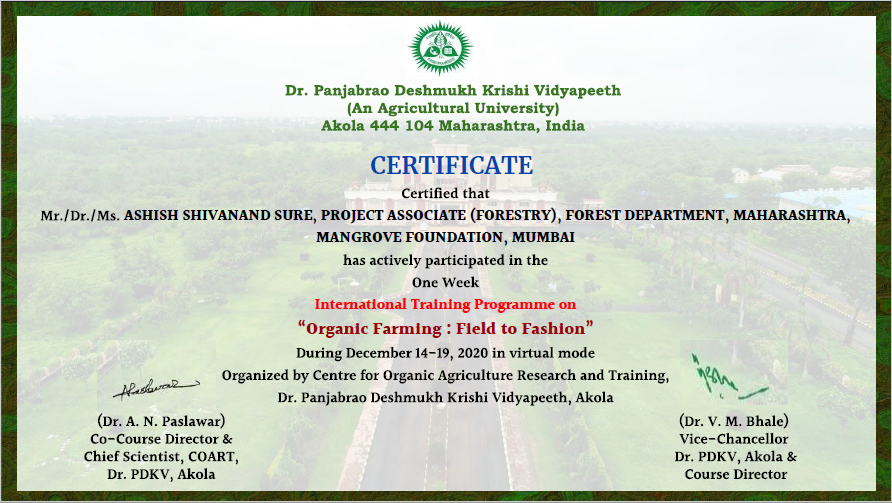 Dr. Panjabrao Deshmukh Krishi Vidyapeeth
(An Agricultural University)
Akola 444 104 Maharashtra, India
CERTIFICATE
Certified that
Mr./Dr./Ms. ASHISH SHIVANAND SURE, PROJECT ASSOCIATE (FORESTRY), FOREST DEPARTMENT, MAHARASHTRA,
MANGROVE FOUNDATION, MUMBAI
has actively participated in the
One Week
International Training Programme on
“Organic Farming : Field to Fashion”
During December 14-19, 2020 in virtual mode
Organized by Centre for Organic Agriculture Research and Training,
Dr. Panjabrao Deshmukh Krishi Vidyapeeth, Akola
(Dr. A. N. Paslawar)
Co-Course Director &
Chief Scientist, COART,
Dr. PDKV, Akola
(Dr. V. M. Bhale)
Vice-Chancellor
Dr. PDKV, Akola &
Course Director